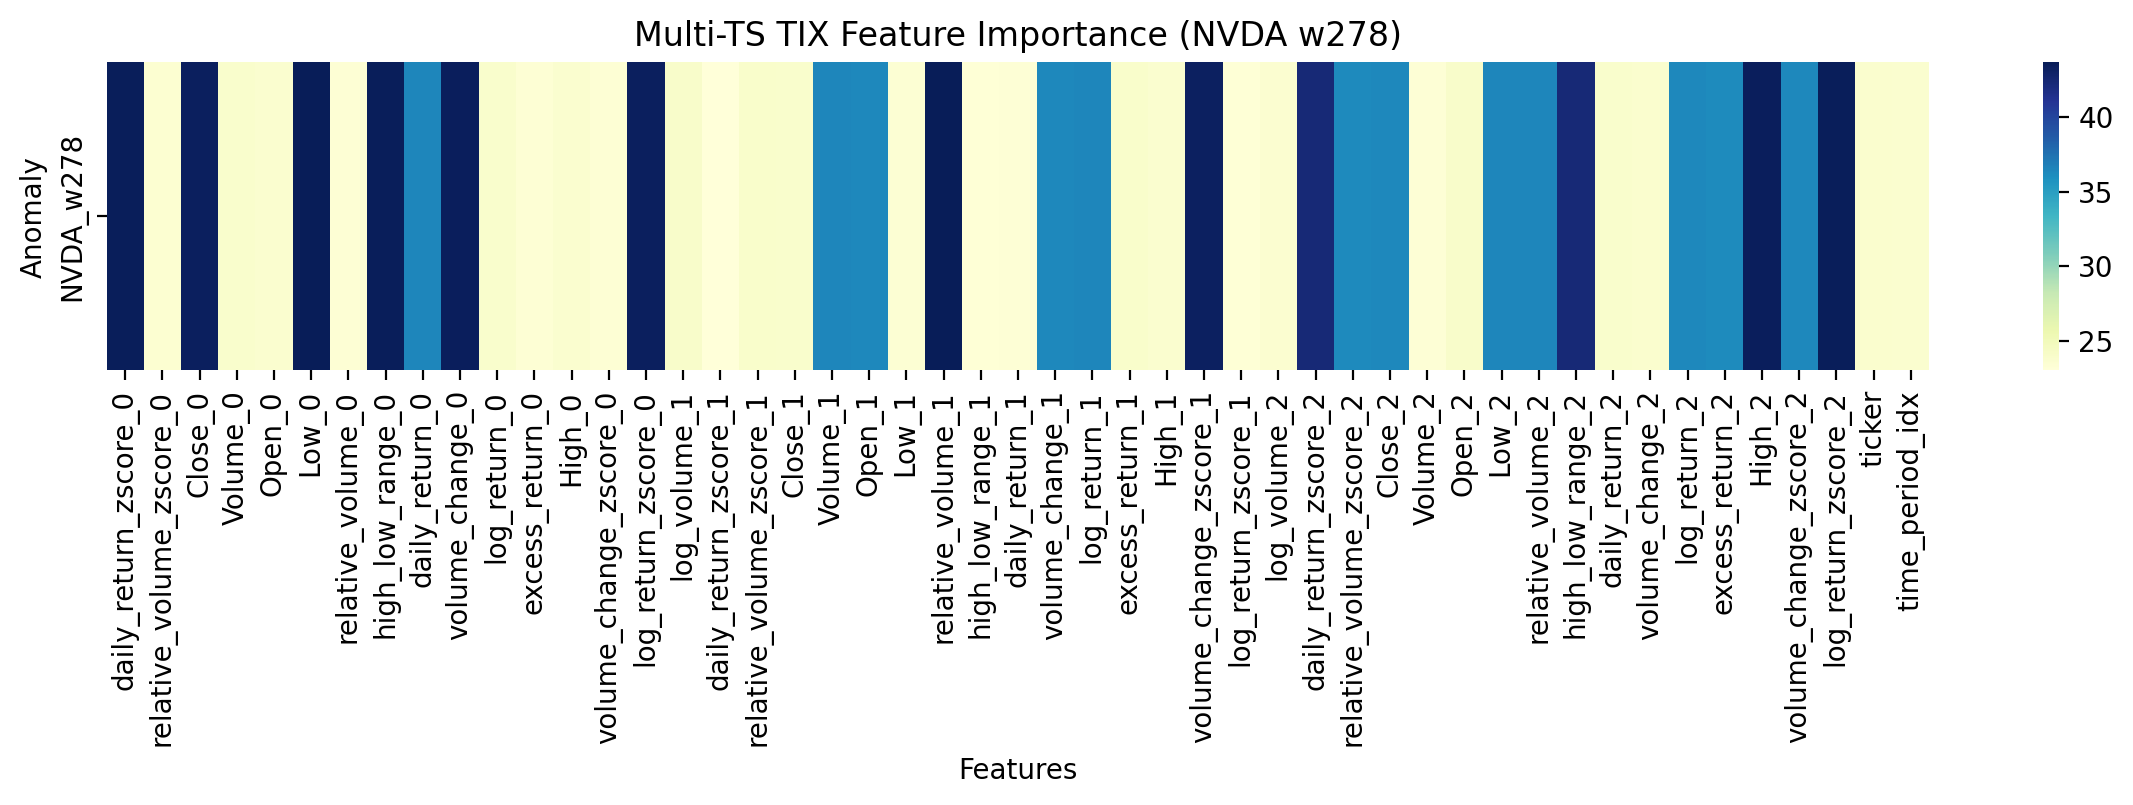 Multi-TS TIX Feature Importance (NVDA w278)
Anomaly
NVDA_w278
40
35
30
25
daily_return_zscore_0
relative_volume_zscore_0
Close_0
Volume_0
Open_0
Low_0
relative_volume_0
high_low_range_0
daily_return_0
volume_change_0
log_return_0
excess_return_0
High_0
volume_change_zscore_0
log_return_zscore_0
log_volume_1
daily_return_zscore_1
relative_volume_zscore_1
Close_1
Volume_1
Open_1
Low_1
relative_volume_1
high_low_range_1
daily_return_1
volume_change_1
log_return_1
excess_return_1
High_1
volume_change_zscore_1
log_return_zscore_1
log_volume_2
daily_return_zscore_2
relative_volume_zscore_2
Close_2
Volume_2
Open_2
Low_2
relative_volume_2
high_low_range_2
daily_return_2
volume_change_2
log_return_2
excess_return_2
High_2
volume_change_zscore_2
log_return_zscore_2
ticker
time_period_idx
Features